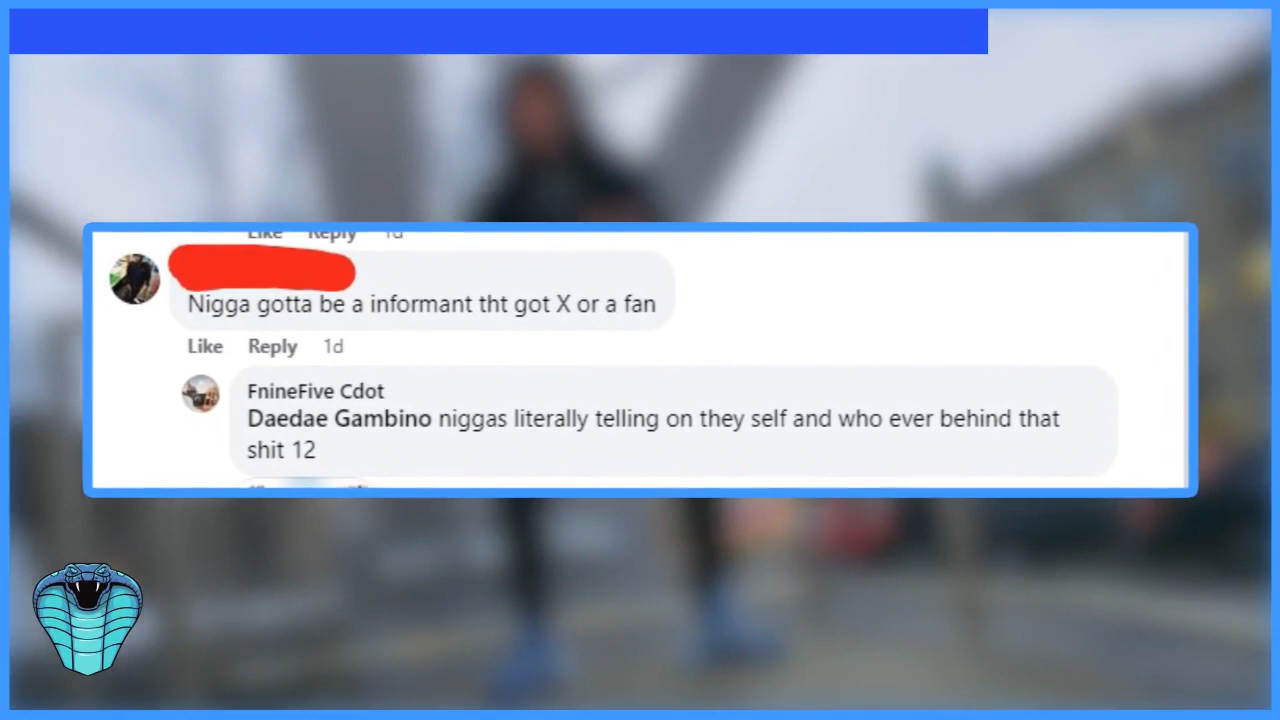 Like Reply 1d
Nigga gotta be a informant tht got X or a fan
Like Reply 1d
FnineFive Cdot
Daedae Gambino niggas literally telling on they self and who ever behind that
shit 12